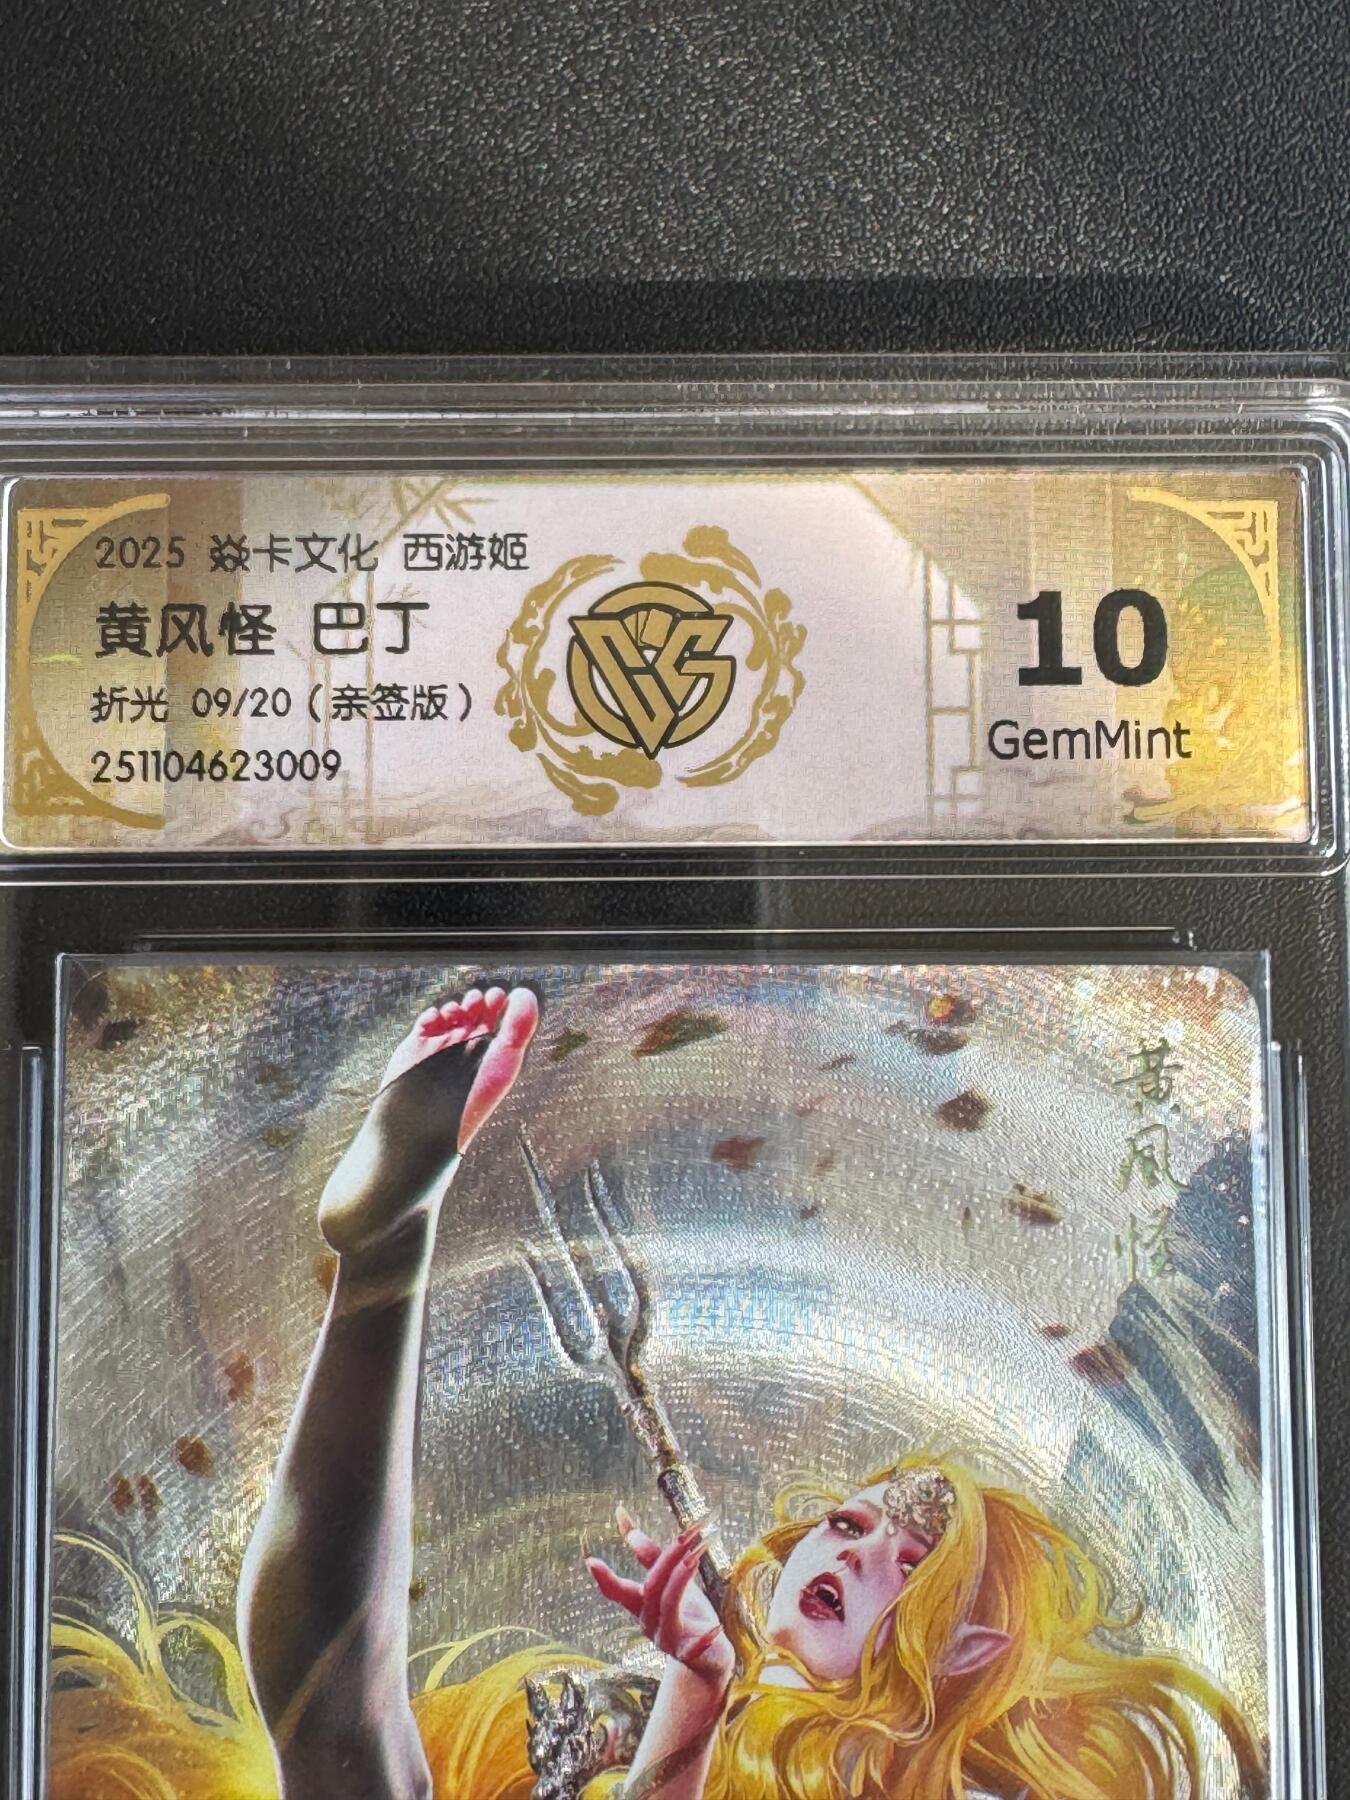 2025 焱卡文化 西游姬
黄风怪 巴丁
折光 09/20（亲签版）
251104623009
CCG
10
GemMint
黄风怪